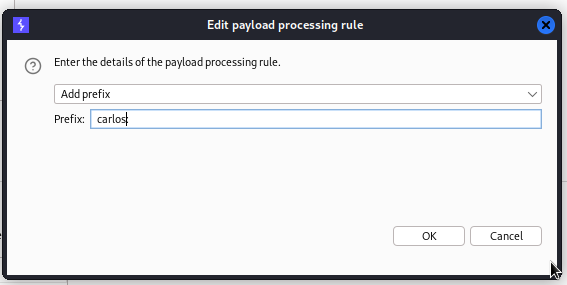 Edit payload processing rule
Enter the details of the payload processing rule.
Add prefix
Prefix: carlos:
OK Cancel